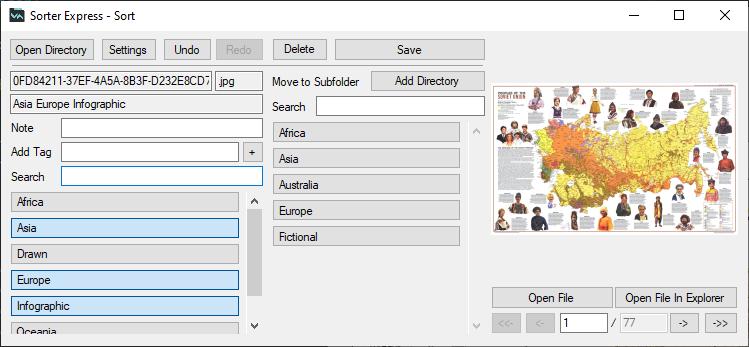 Sorter Express - Sort
Open Directory Settings Undo Redo Delete Save
0FD84211-37EF-4A5A-8B3F-D232E8CD7 .jpg
Asia Europe Infographic
Note
Add Tag +
Search
Africa
Asia
Drawn
Europe
Infographic
Oceania
Move to Subfolder Add Directory
Search
Africa
Asia
Australia
Europe
Fictional
PEOPLES OF THE
SOVIET UNION
Open File Open File In Explorer
<<- <- 1 / 77 -> ->>